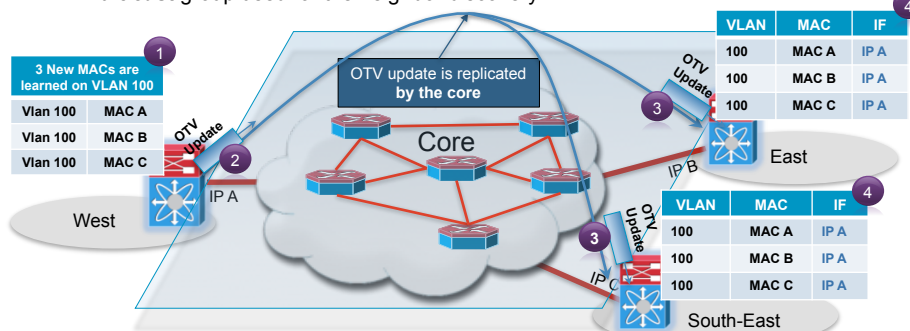 4
VLAN MAC IF
100 MAC A IP A
100 MAC B IP A
100 MAC C IP A
1
3 New MACs are
learned on VLAN 100
Vlan 100 MAC A
Vlan 100 MAC B
Vlan 100 MAC C
OTV update is replicated
by the core
OTV
Update
2
OTV
Update
3
Core
IP A
IP B
West
East
4
VLAN MAC IF
100 MAC A IP A
100 MAC B IP A
100 MAC C IP A
OTV
Update
3
IP C
South-East